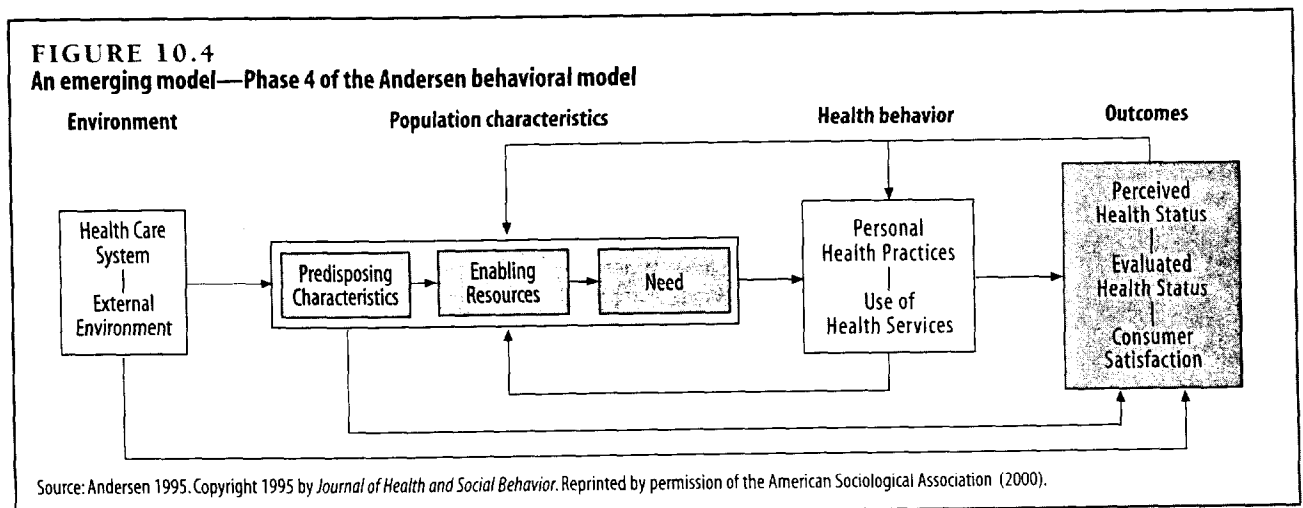 FIGURE 10.4
An emerging model—Phase 4 of the Andersen behavioral model
Environment
Population characteristics
Health behavior
Outcomes
Health Care
System
External
Environment
Predisposing
Characteristics
Enabling
Resources
Need
Personal
Health Practices
Use of
Health Services
Perceived
Health Status
Evaluated
Health Status
Consumer
Satisfaction
Source: Andersen 1995. Copyright 1995 by Journal of Health and Social Behavior. Reprinted by permission of the American Sociological Association (2000).